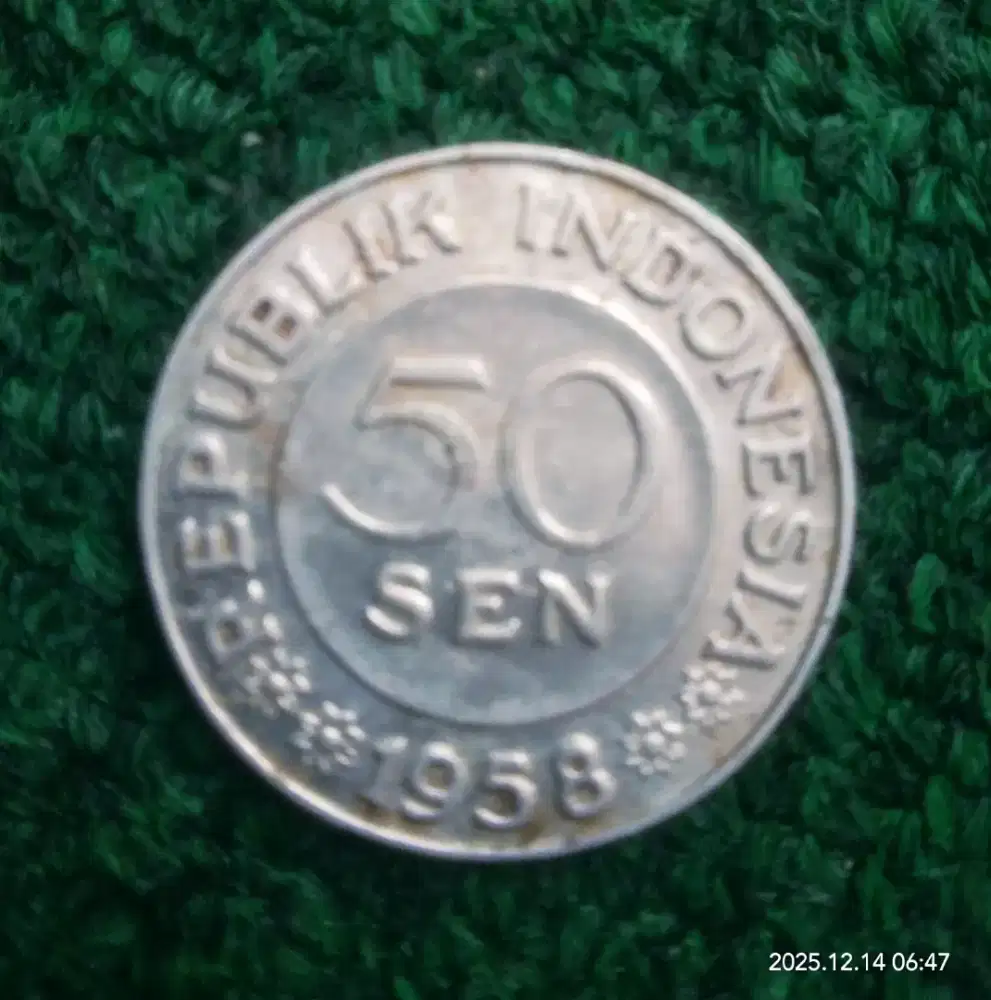 REPUBLIK INDONESIA
50
SEN
1958
2025.12.14 06:47